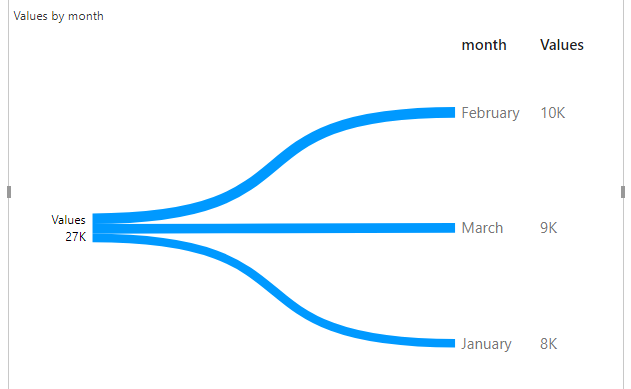 Values by month
month Values
February 10K
Values
27K
March 9K
January 8K